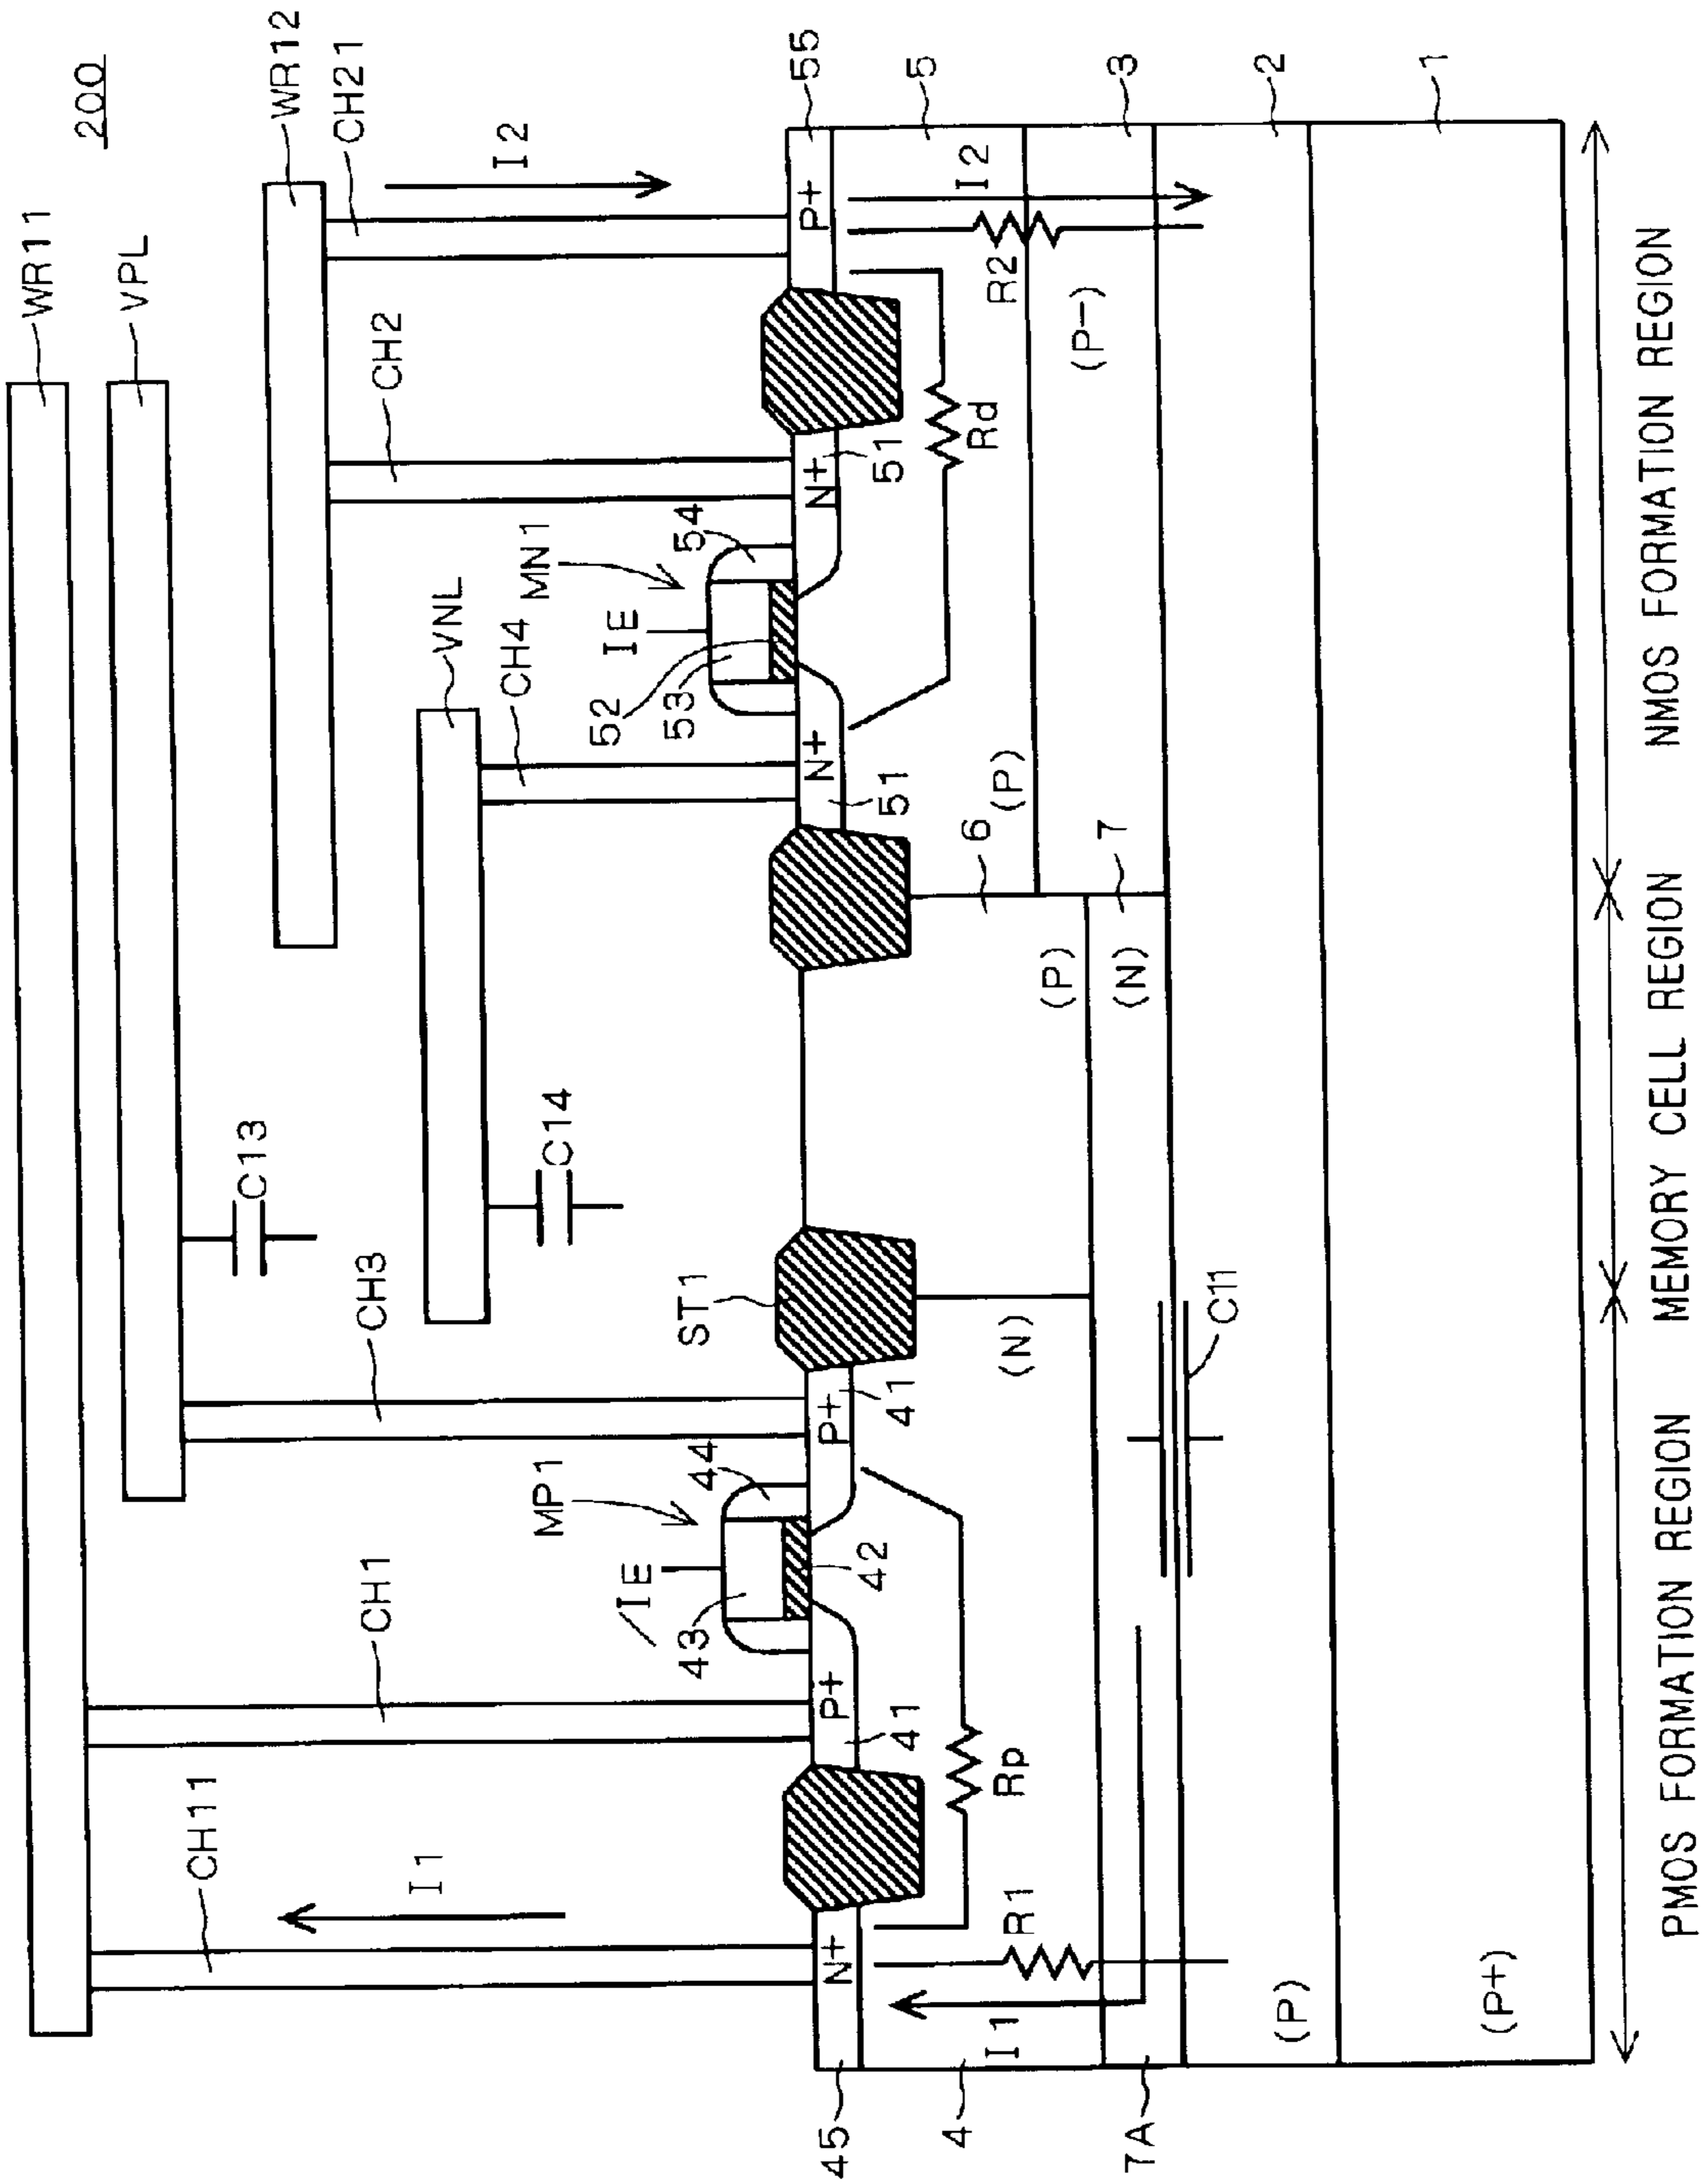 200
WR11
VPL
WR12
CH21
CH11
CH1
CH3
C13
C14
VNL
CH4
CH2
I1
I2
MP1
/IE
43
44
ST1
MN1
IE
52
53
54
55
45
N+
P+
41
42
P+
41
N+
51
N+
51
P+
5
4
I1
R1
Rp
(N)
(P)
6
(P)
Rd
R2
I2
3
7A
C11
(N)
7
(P-)
2
(P)
1
(P+)
PMOS FORMATION REGION
MEMORY CELL REGION
NMOS FORMATION REGION